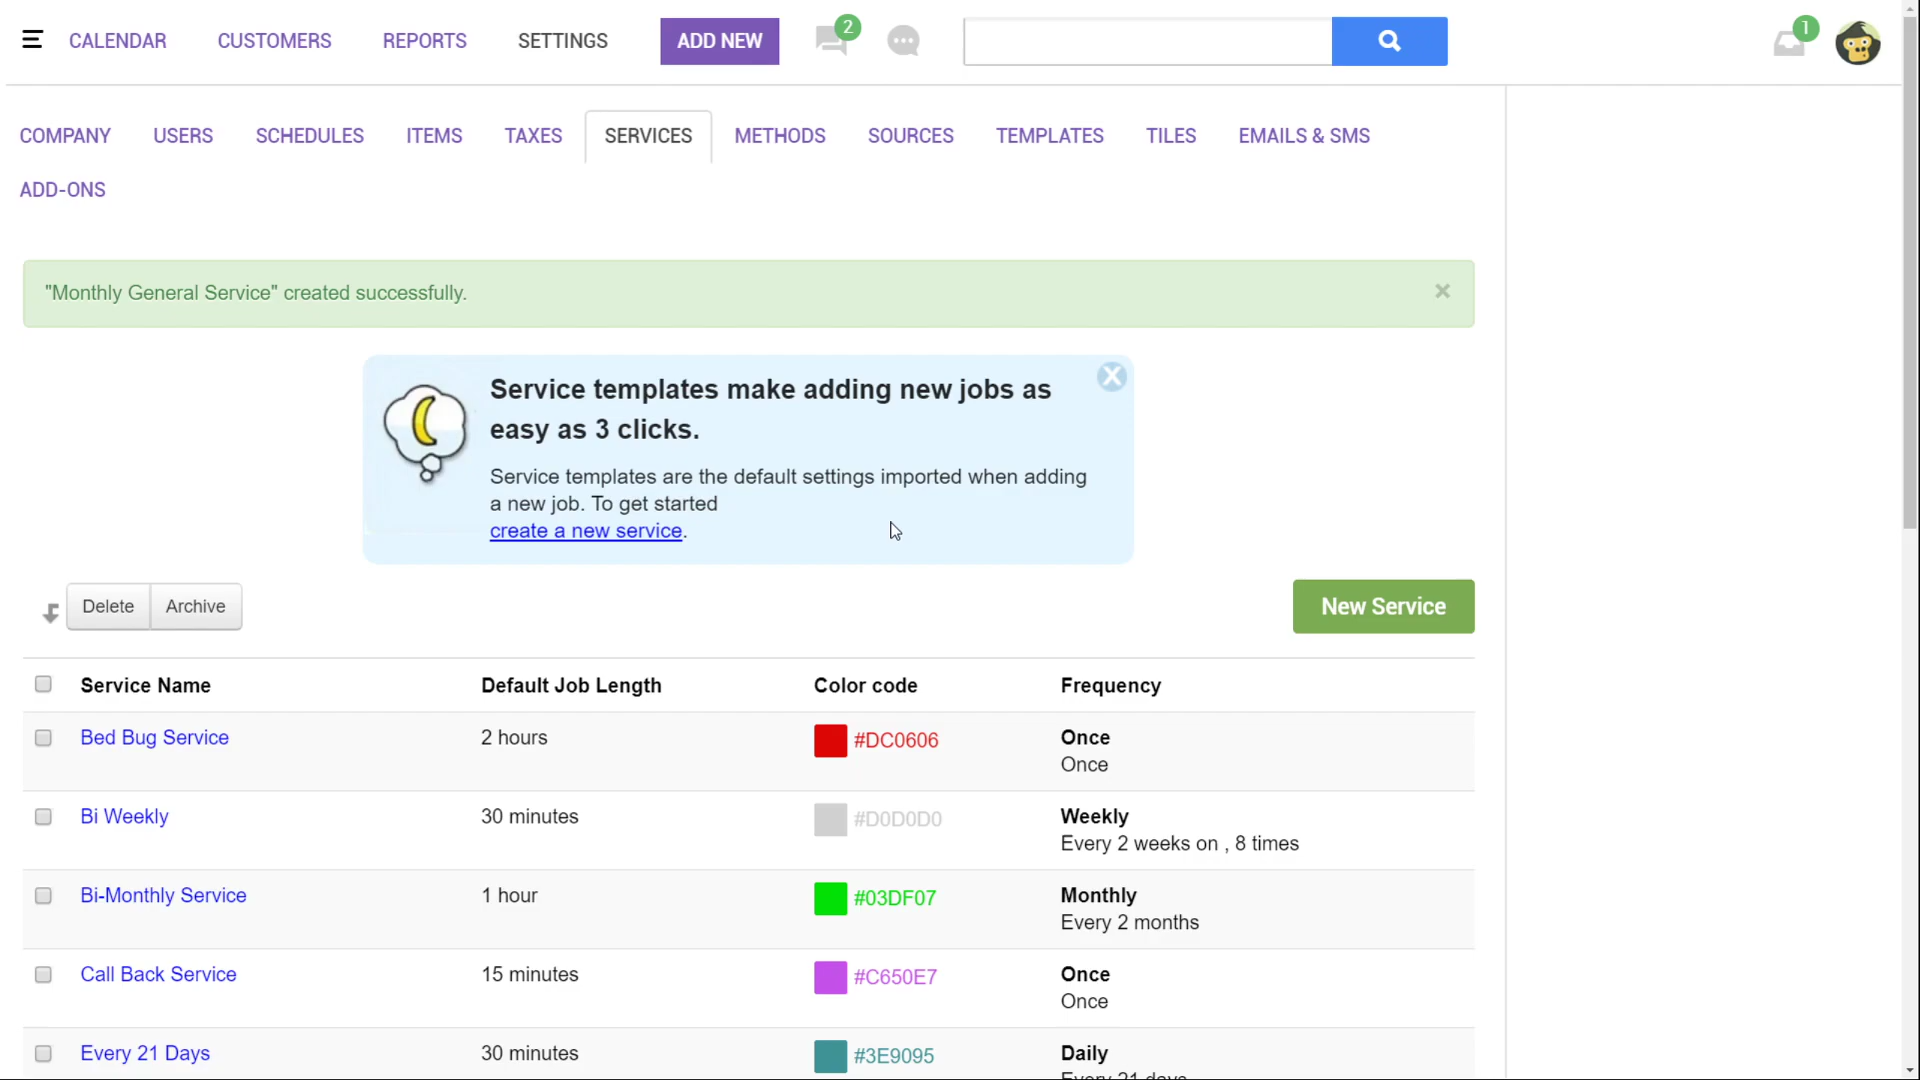 CALENDAR CUSTOMERS REPORTS SETTINGS ADD NEW 2 1
COMPANY USERS SCHEDULES ITEMS TAXES SERVICES METHODS SOURCES TEMPLATES TILES EMAILS & SMS
ADD-ONS
"Monthly General Service" created successfully. ×
Service templates make adding new jobs as
easy as 3 clicks.
Service templates are the default settings imported when adding
a new job. To get started
create a new service.
Delete Archive New Service
Service Name Default Job Length Color code Frequency
Bed Bug Service 2 hours #DC0606 Once
Once
Bi Weekly 30 minutes #D0D0D0 Weekly
Every 2 weeks on , 8 times
Bi-Monthly Service 1 hour #03DF07 Monthly
Every 2 months
Call Back Service 15 minutes #C650E7 Once
Once
Every 21 Days 30 minutes #3E9095 Daily
Every 21 days